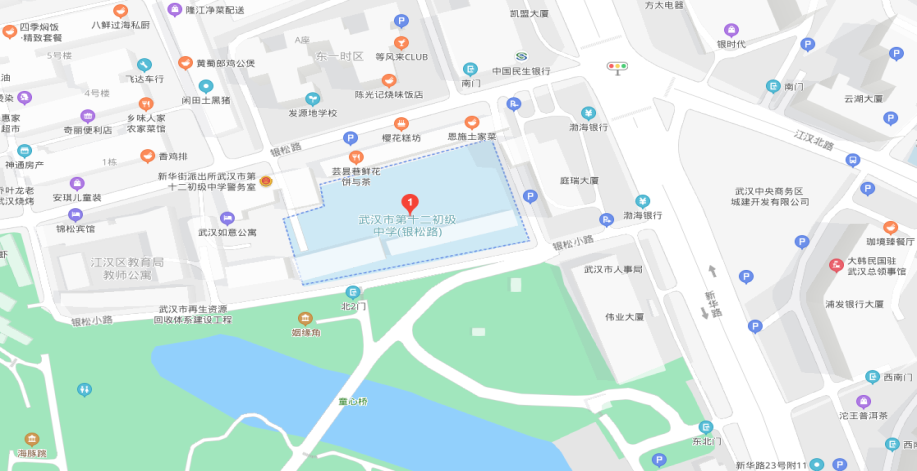 隆江净菜配送
八鲜过海私厨
四季焖饭
·精致套餐
凯盟大厦
方太电器
银时代
5号楼
A座
东一时区
等风来CLUB
黄蜀郎鸡公煲
飞达车行
南门
中国民生银行
油
4号楼
闲田土黑猪
陈光记烧味饭店
南门
云湖大厦
惠家
超市
奇丽便利店
乡味人家
农家菜馆
发源地学校
渤海银行
江汉北路
樱花糕坊
恩施土家菜
银松路
神通房产
1栋
香鸡排
芸昙彝鲜花
饼与茶
新华街派出所武汉市第
十二初级中学警务室
庭瑞大厦
武汉中央商务区
城建开发有限公司
乔叶龙老
武汉烧烤
安琪儿童装
1
武汉市第十二初级
中学(银松路)
渤海银行
锦松宾馆
武汉如意公寓
珈境臻餐厅
银松小路
虾
江汉区教育局
教师公寓
武汉市人事局
大韩民国驻
武汉总领事馆
新华路
北2门
浦发银行大厦
武汉市再生资源
回收体系建设工程
银松小路
姻缘角
伟业大厦
西南门
童心桥
沱王普洱茶
东北门
海豚跳
西南
新华路23号附11